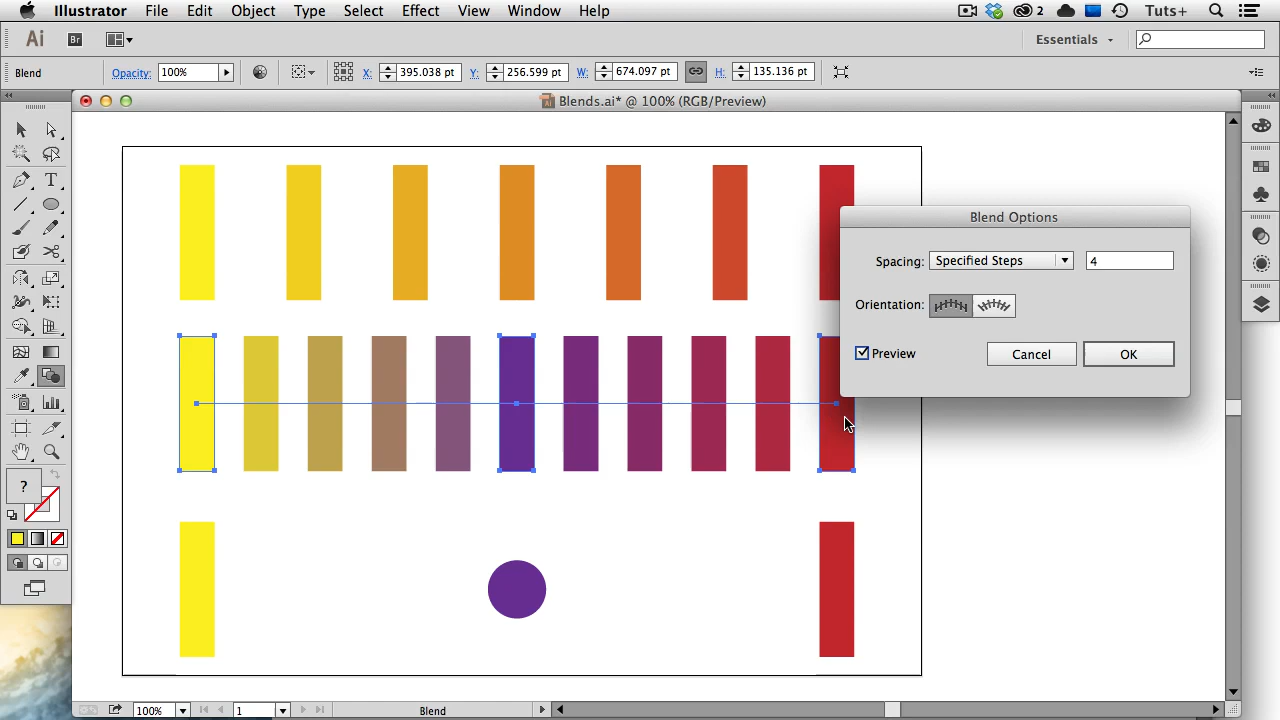 Illustrator File Edit Object Type Select Effect View Window Help 2 Tuts+
Ai Br Essentials
Blend Opacity: 100% X: 395.038 pt Y: 256.599 pt W: 674.097 pt H: 135.136 pt
Blends.ai* @ 100% (RGB/Preview)
Blend Options
Spacing: Specified Steps 4
Orientation:
Preview Cancel OK
T
?
100% 1 Blend